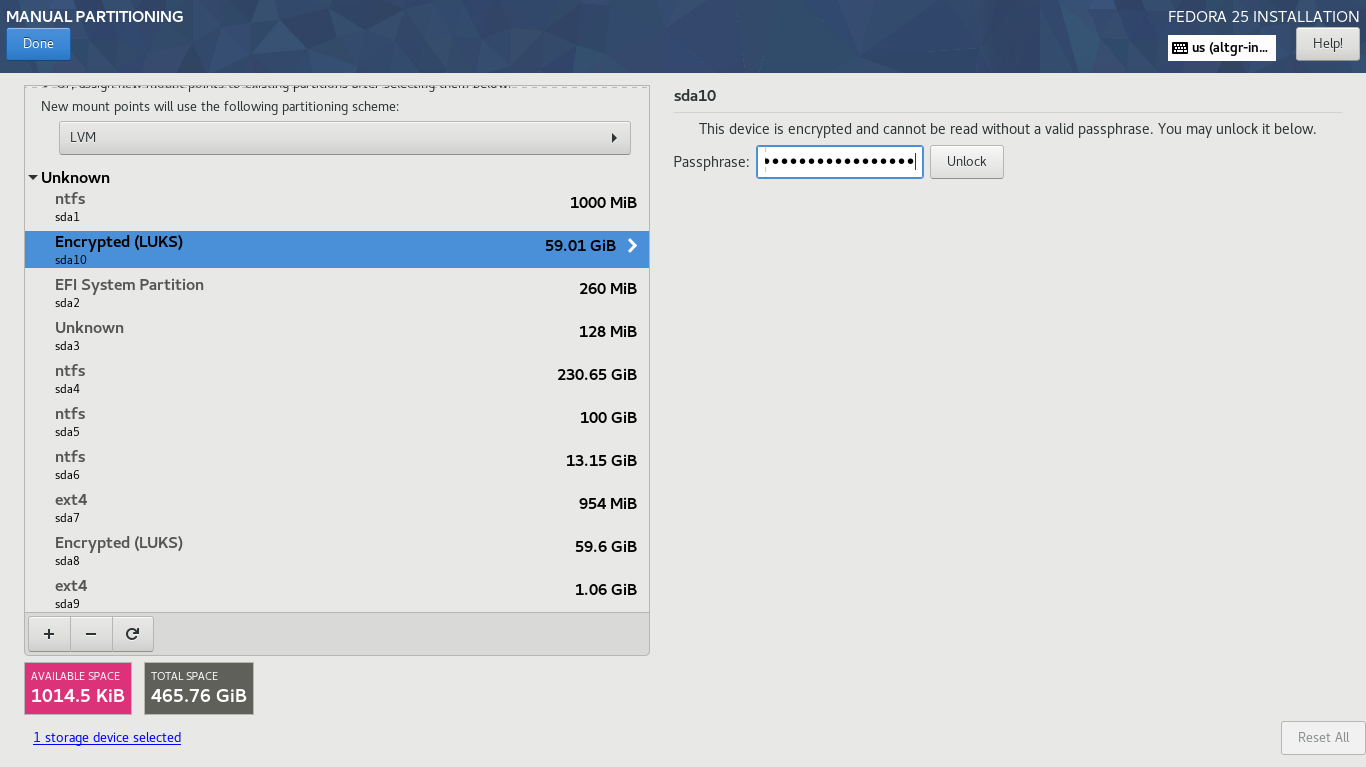 MANUAL PARTITIONING
FEDORA 25 INSTALLATION
Done
us (altgr-in...
Help!
New mount points will use the following partitioning scheme:
LVM
Unknown
ntfs
1000 MiB
sda1
Encrypted (LUKS)
59.01 GiB
sda10
EFI System Partition
260 MiB
sda2
Unknown
128 MiB
sda3
ntfs
230.65 GiB
sda4
ntfs
100 GiB
sda5
ntfs
13.15 GiB
sda6
ext4
954 MiB
sda7
Encrypted (LUKS)
59.6 GiB
sda8
ext4
1.06 GiB
sda9
+ −
AVAILABLE SPACE
1014.5 KiB
TOTAL SPACE
465.76 GiB
1 storage device selected
sda10
This device is encrypted and cannot be read without a valid passphrase. You may unlock it below.
Passphrase:
Unlock
Reset All